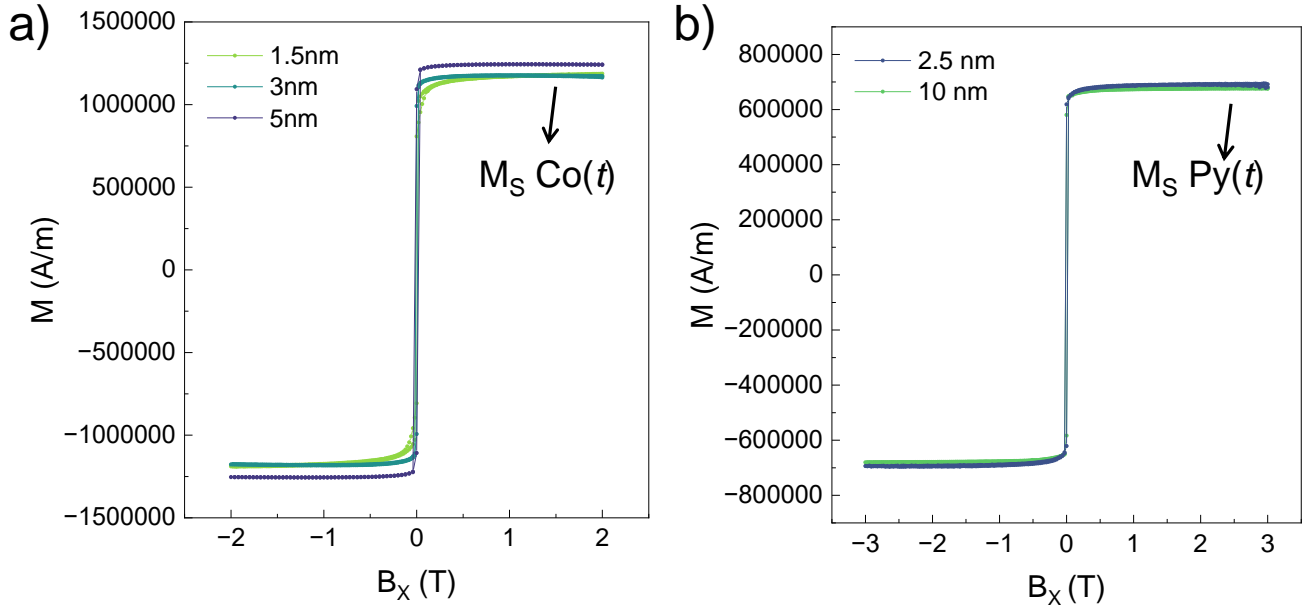 a)
1.5nm
3nm
5nm
M_S Co(t)
1500000
1000000
500000
0
−500000
−1000000
−1500000
M (A/m)
−2
−1
0
1
2
B_X (T)
b)
2.5 nm
10 nm
M_S Py(t)
800000
600000
400000
200000
0
−200000
−400000
−600000
−800000
M (A/m)
−3
−2
−1
0
1
2
3
B_X (T)